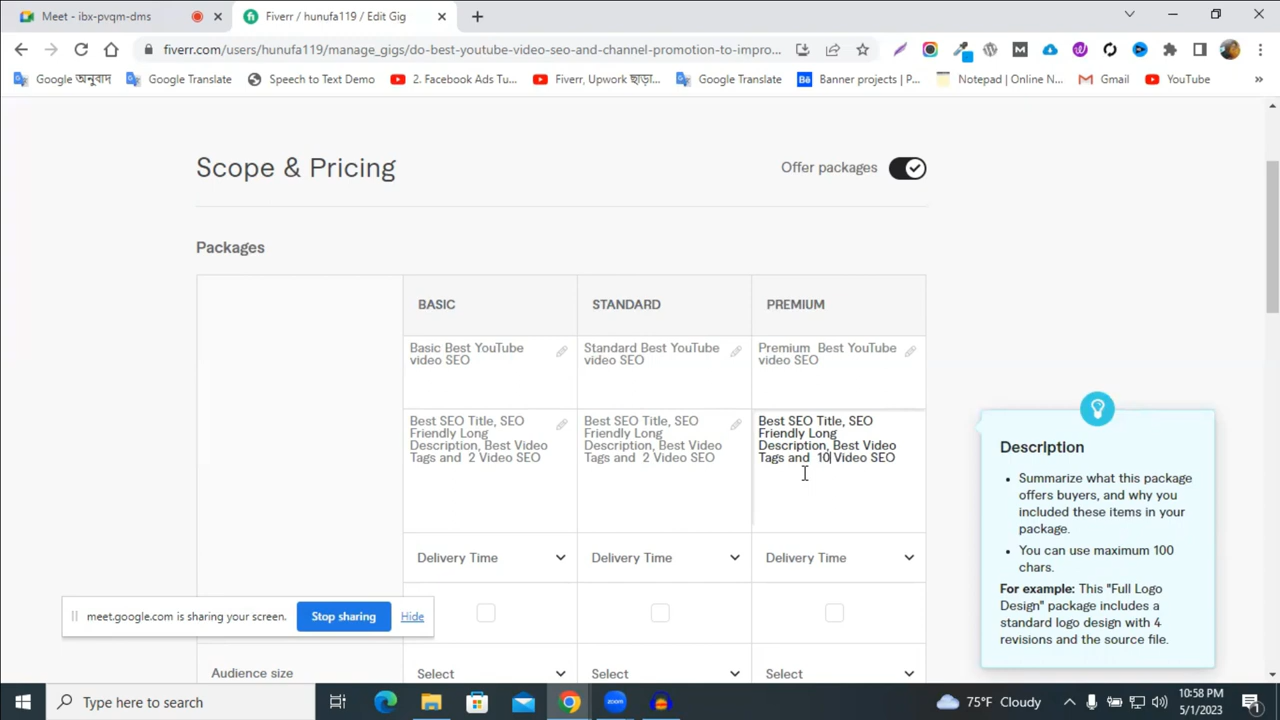 Meet - ibx-pvqm-dms
Fiverr / hunufa119 / Edit Gig
fiverr.com/users/hunufa119/manage_gigs/do-best-youtube-video-seo-and-channel-promotion-to-impro...
Google অনুবাদ
Google Translate
Speech to Text Demo
2. Facebook Ads Tu...
Fiverr, Upwork ছাড়া...
Google Translate
Banner projects | P...
Notepad | Online N...
Gmail
YouTube
Scope & Pricing
Offer packages
Packages
BASIC
STANDARD
PREMIUM
Basic Best YouTube
video SEO
Standard Best YouTube
video SEO
Premium Best YouTube
video SEO
Best SEO Title, SEO
Friendly Long
Description, Best Video
Tags and 2 Video SEO
Best SEO Title, SEO
Friendly Long
Description, Best Video
Tags and 2 Video SEO
Best SEO Title, SEO
Friendly Long
Description, Best Video
Tags and 10 Video SEO
Description
• Summarize what this package
offers buyers, and why you
included these items in your
package.
• You can use maximum 100
chars.
For example: This "Full Logo
Design" package includes a
standard logo design with 4
revisions and the source file.
Delivery Time
Delivery Time
Delivery Time
meet.google.com is sharing your screen.
Stop sharing
Hide
Audience size
Select
Select
Select
Type here to search
zoom
75°F Cloudy
10:58 PM
5/1/2023
1